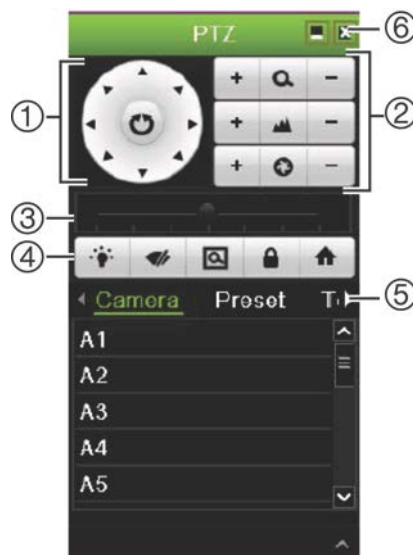 PTZ
⑥
①
+ −
②
+ −
+ −
③
④
Camera Preset
⑤
A1
A2
A3
A4
A5